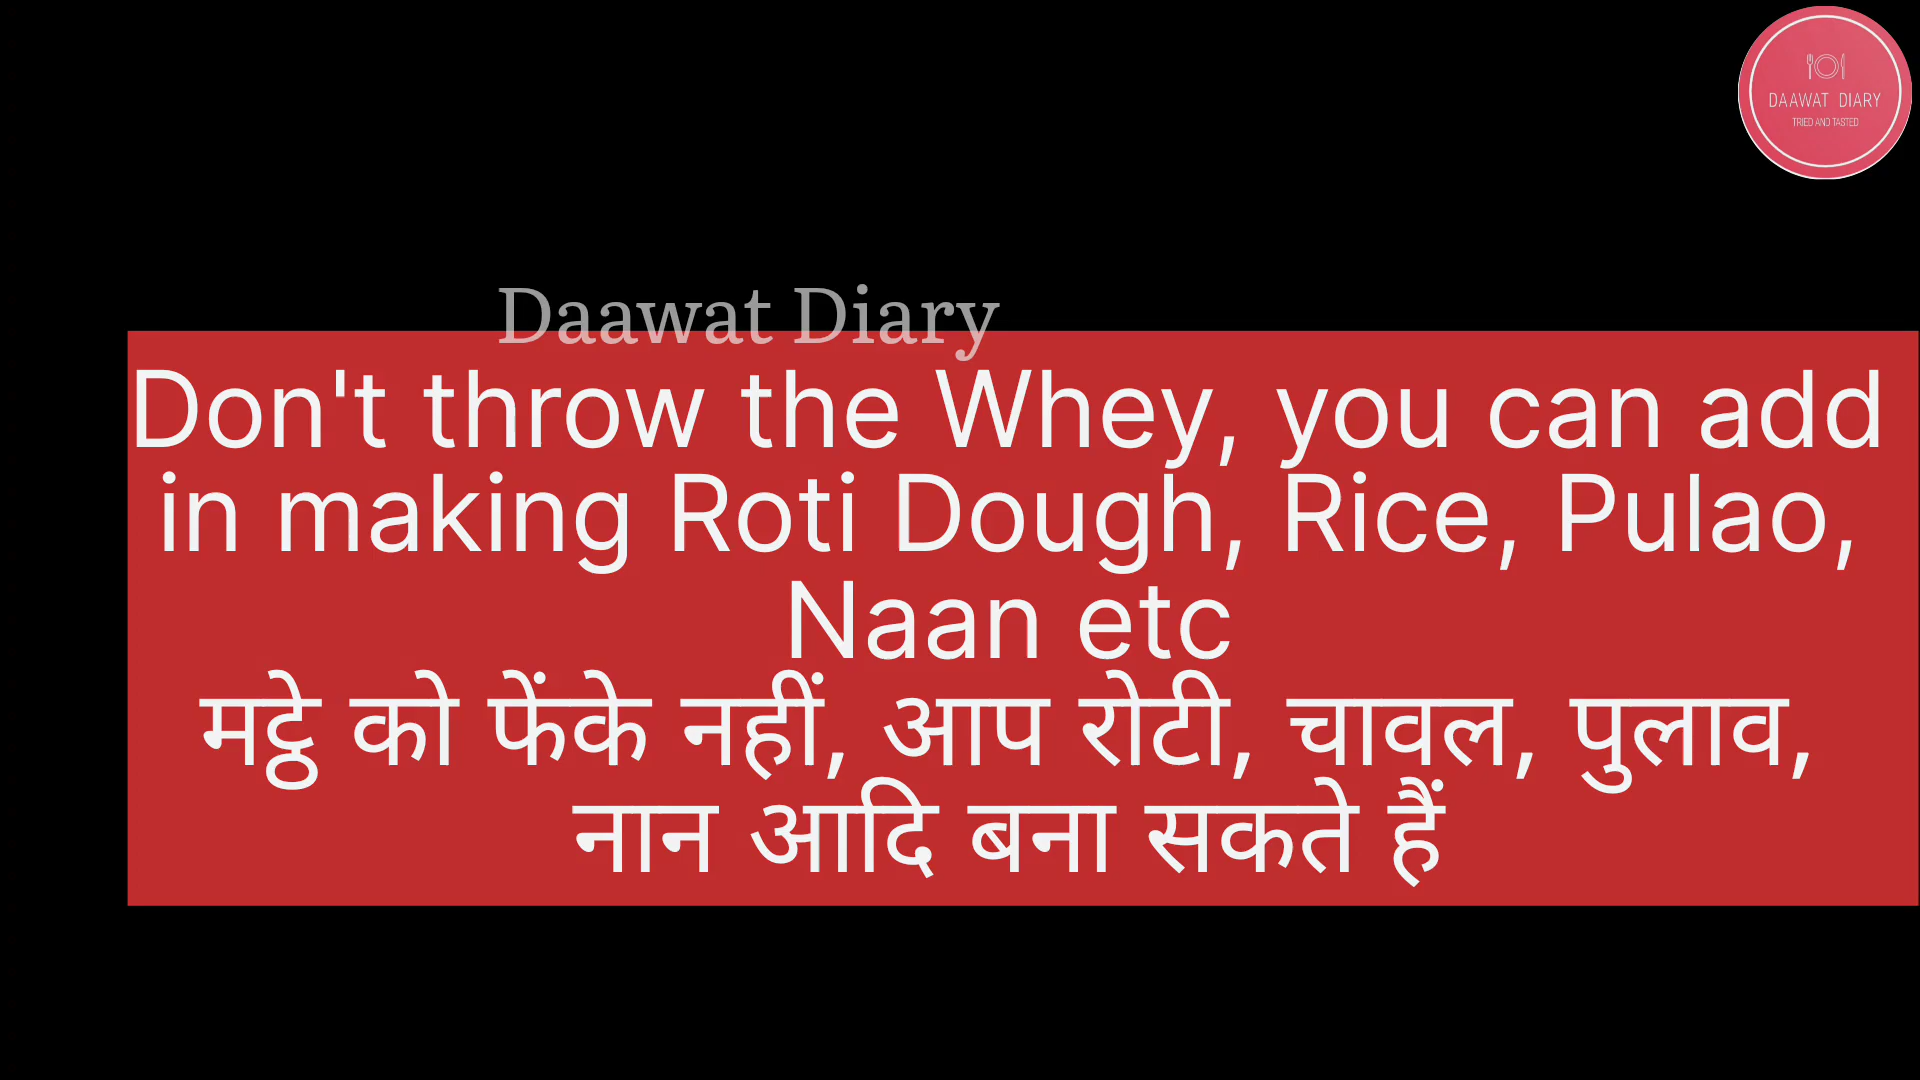 DAAWAT DIARY
TRIED AND TASTED
Daawat Diary
Don't throw the Whey, you can add
in making Roti Dough, Rice, Pulao,
Naan etc
मट्ठे को फेंके नहीं, आप रोटी, चावल, पुलाव,
नान आदि बना सकते हैं